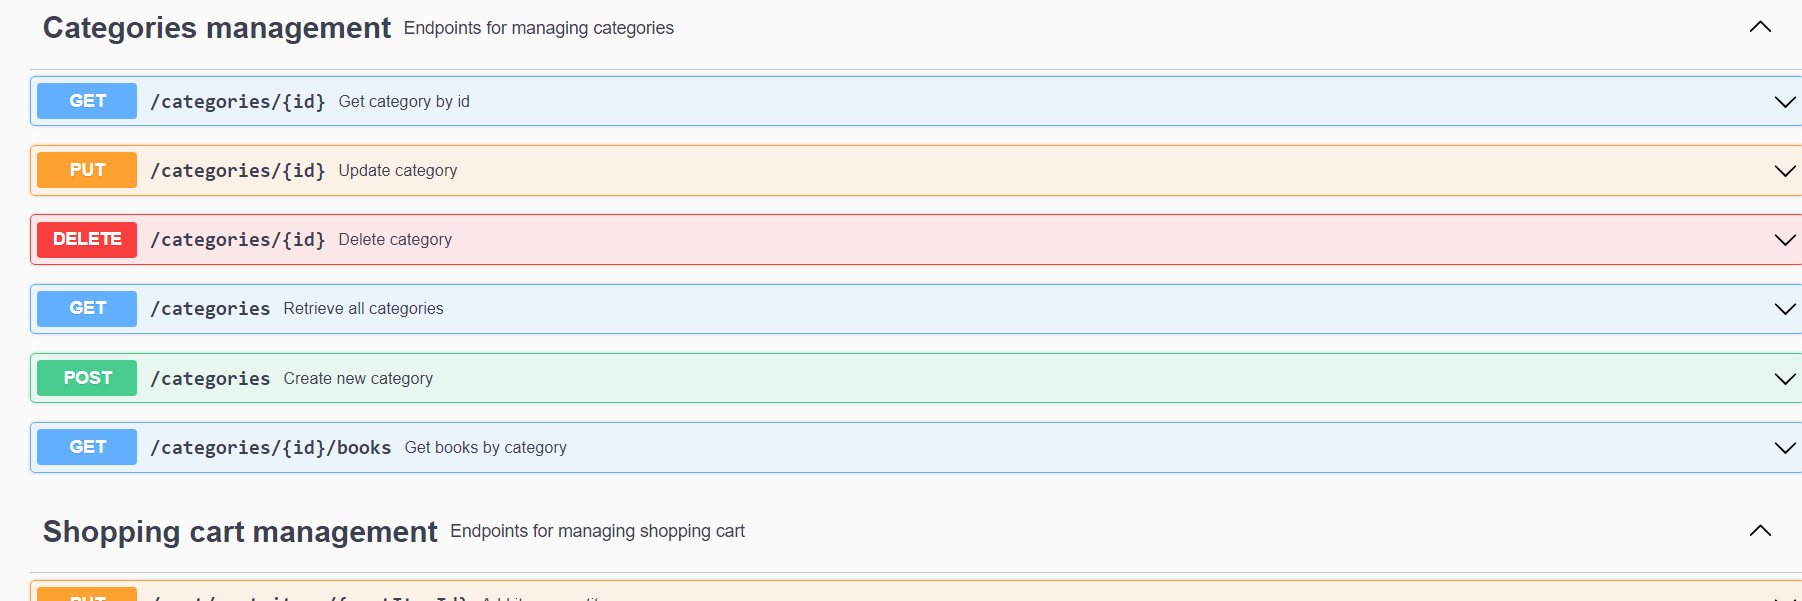 Categories management Endpoints for managing categories
GET /categories/{id} Get category by id
PUT /categories/{id} Update category
DELETE /categories/{id} Delete category
GET /categories Retrieve all categories
POST /categories Create new category
GET /categories/{id}/books Get books by category
Shopping cart management Endpoints for managing shopping cart
PUT